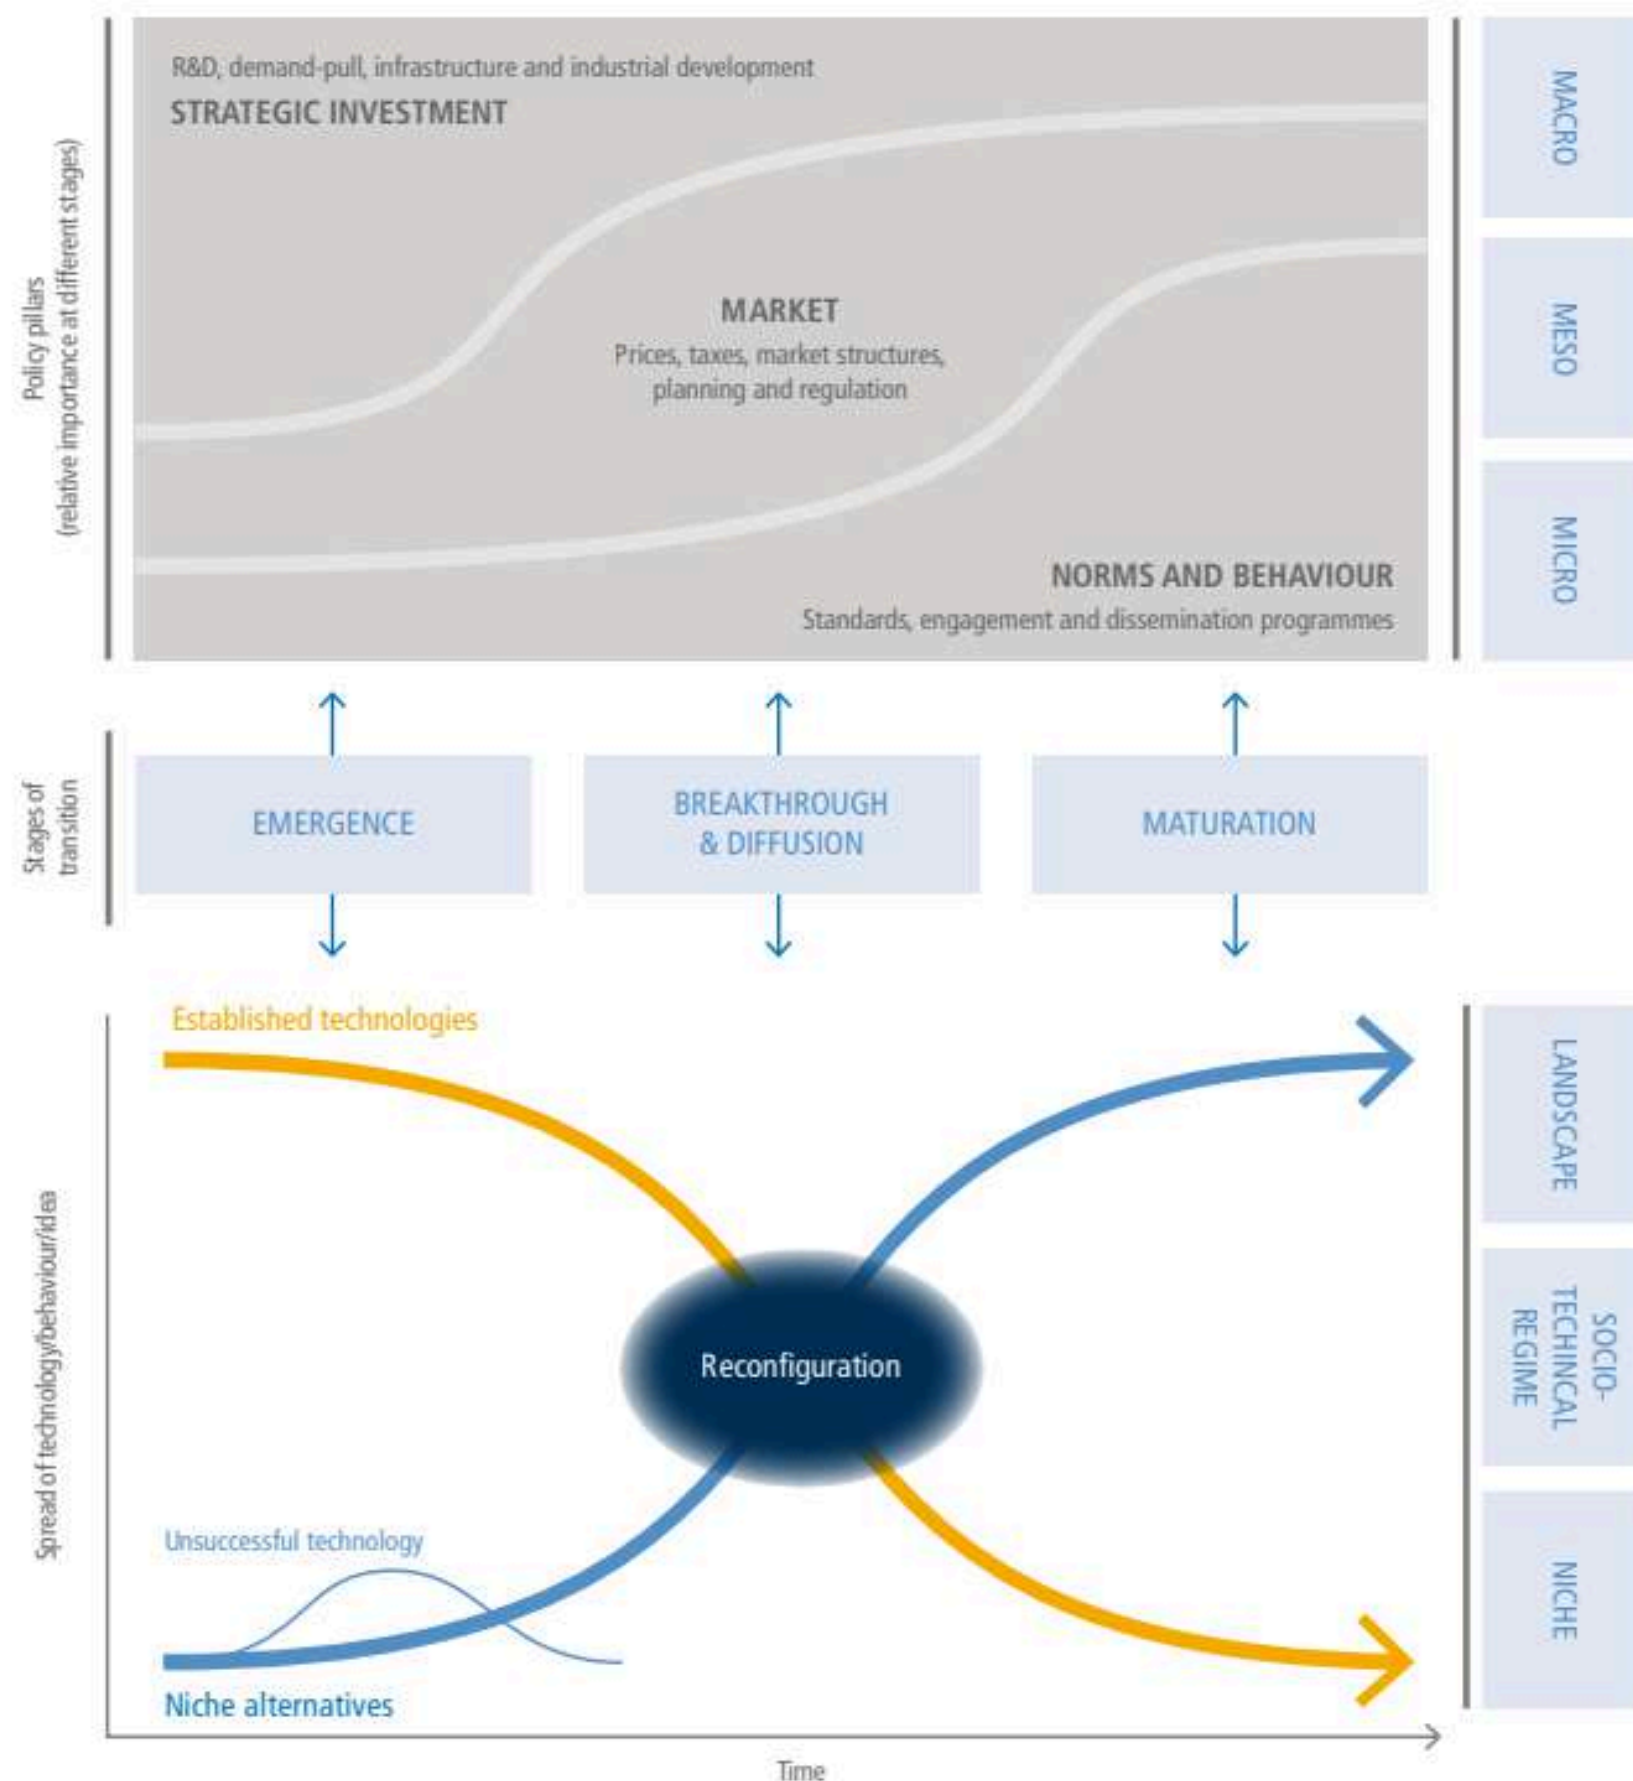 R&D, demand-pull, infrastructure and industrial development
STRATEGIC INVESTMENT
MARKET
Prices, taxes, market structures,
planning and regulation
NORMS AND BEHAVIOUR
Standards, engagement and dissemination programmes
Policy pillars
(relative importance at different stages)
MACRO
MESO
MICRO
Stages of
transition
EMERGENCE
BREAKTHROUGH
& DIFFUSION
MATURATION
Spread of technology/behaviour/idea
Established technologies
Reconfiguration
Unsuccessful technology
Niche alternatives
Time
LANDSCAPE
SOCIO-
TECHINCAL
REGIME
NICHE